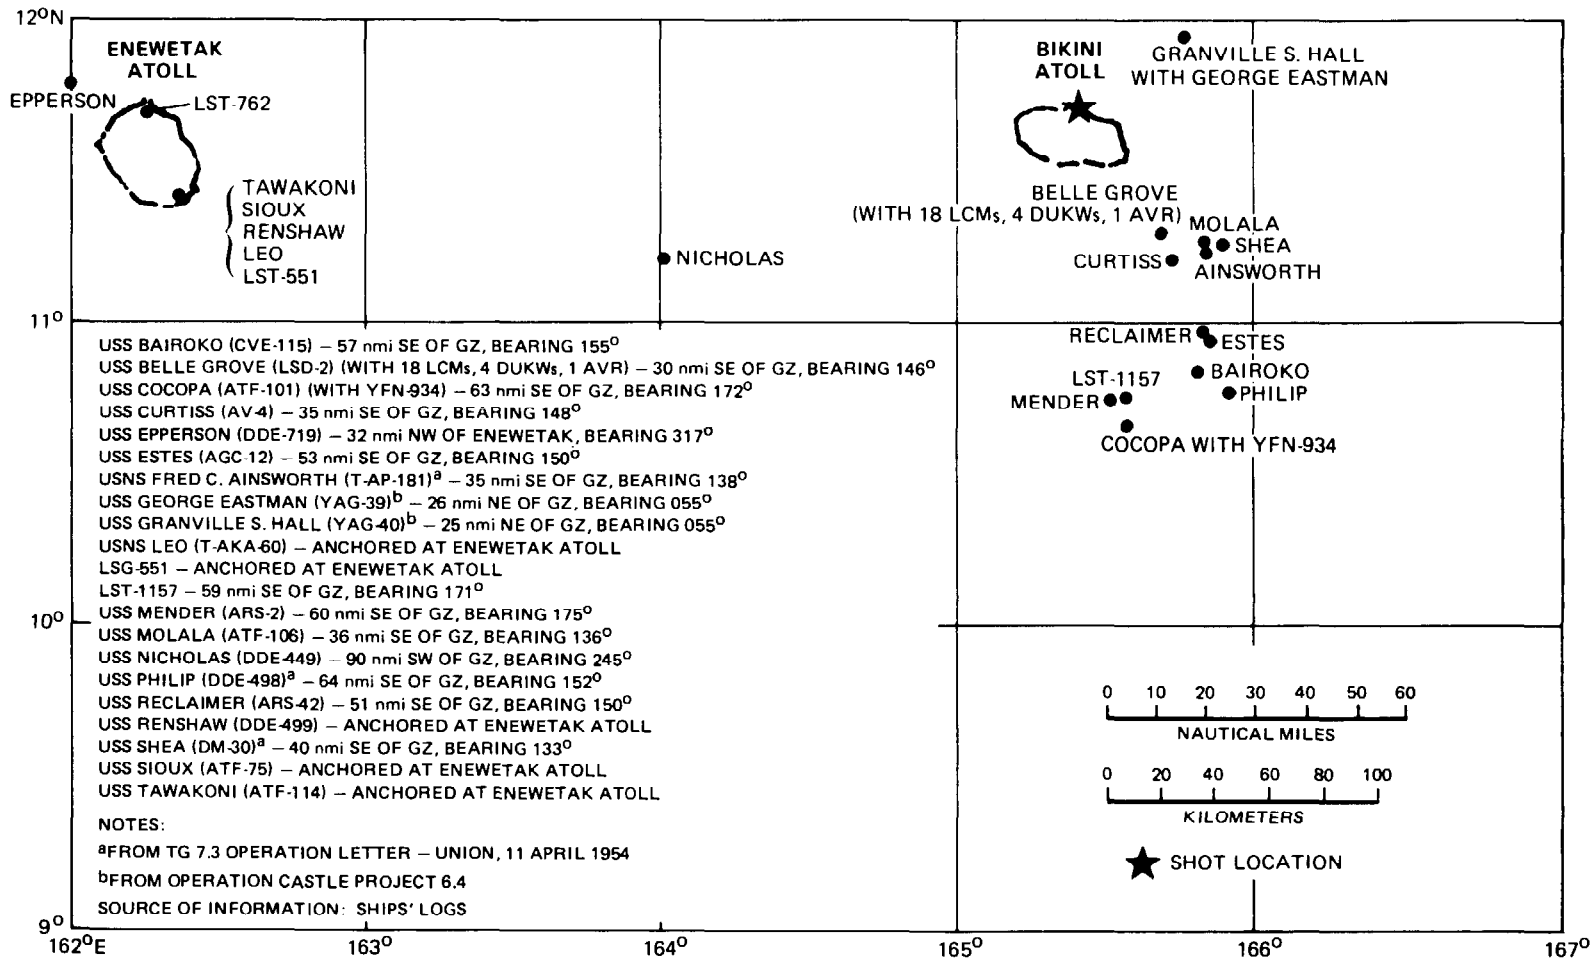 12°N
ENEWETAK
ATOLL
EPPERSON
LST-762
TAWAKONI
SIOUX
RENSHAW
LEO
LST-551
NICHOLAS
BIKINI
ATOLL
GRANVILLE S. HALL
WITH GEORGE EASTMAN
BELLE GROVE
(WITH 18 LCMs, 4 DUKWs, 1 AVR)
MOLALA
SHEA
CURTISS
AINSWORTH
11°
RECLAIMER
ESTES
BAIROKO
LST-1157
PHILIP
MENDER
COCOPA WITH YFN-934
USS BAIROKO (CVE-115) – 57 nmi SE OF GZ, BEARING 155°
USS BELLE GROVE (LSD-2) (WITH 18 LCMs, 4 DUKWs, 1 AVR) – 30 nmi SE OF GZ, BEARING 146°
USS COCOPA (ATF-101) (WITH YFN-934) – 63 nmi SE OF GZ, BEARING 172°
USS CURTISS (AV-4) – 35 nmi SE OF GZ, BEARING 148°
USS EPPERSON (DDE-719) – 32 nmi NW OF ENEWETAK, BEARING 317°
USS ESTES (AGC-12) – 53 nmi SE OF GZ, BEARING 150°
USNS FRED C. AINSWORTH (T-AP-181)ᵃ – 35 nmi SE OF GZ, BEARING 138°
USS GEORGE EASTMAN (YAG-39)ᵇ – 26 nmi NE OF GZ, BEARING 055°
USS GRANVILLE S. HALL (YAG-40)ᵇ – 25 nmi NE OF GZ, BEARING 055°
USNS LEO (T-AKA-60) – ANCHORED AT ENEWETAK ATOLL
LSG-551 – ANCHORED AT ENEWETAK ATOLL
LST-1157 – 59 nmi SE OF GZ, BEARING 171°
USS MENDER (ARS-2) – 60 nmi SE OF GZ, BEARING 175°
USS MOLALA (ATF-106) – 36 nmi SE OF GZ, BEARING 136°
USS NICHOLAS (DDE-449) – 90 nmi SW OF GZ, BEARING 245°
USS PHILIP (DDE-498)ᵃ – 64 nmi SE OF GZ, BEARING 152°
USS RECLAIMER (ARS-42) – 51 nmi SE OF GZ, BEARING 150°
USS RENSHAW (DDE-499) – ANCHORED AT ENEWETAK ATOLL
USS SHEA (DM-30)ᵃ – 40 nmi SE OF GZ, BEARING 133°
USS SIOUX (ATF-75) – ANCHORED AT ENEWETAK ATOLL
USS TAWAKONI (ATF-114) – ANCHORED AT ENEWETAK ATOLL
NOTES:
ᵃFROM TG 7.3 OPERATION LETTER – UNION, 11 APRIL 1954
ᵇFROM OPERATION CASTLE PROJECT 6.4
SOURCE OF INFORMATION: SHIPS' LOGS
10°
0 10 20 30 40 50 60
NAUTICAL MILES
0 20 40 60 80 100
KILOMETERS
SHOT LOCATION
9°
162°E 163° 164° 165° 166° 167°